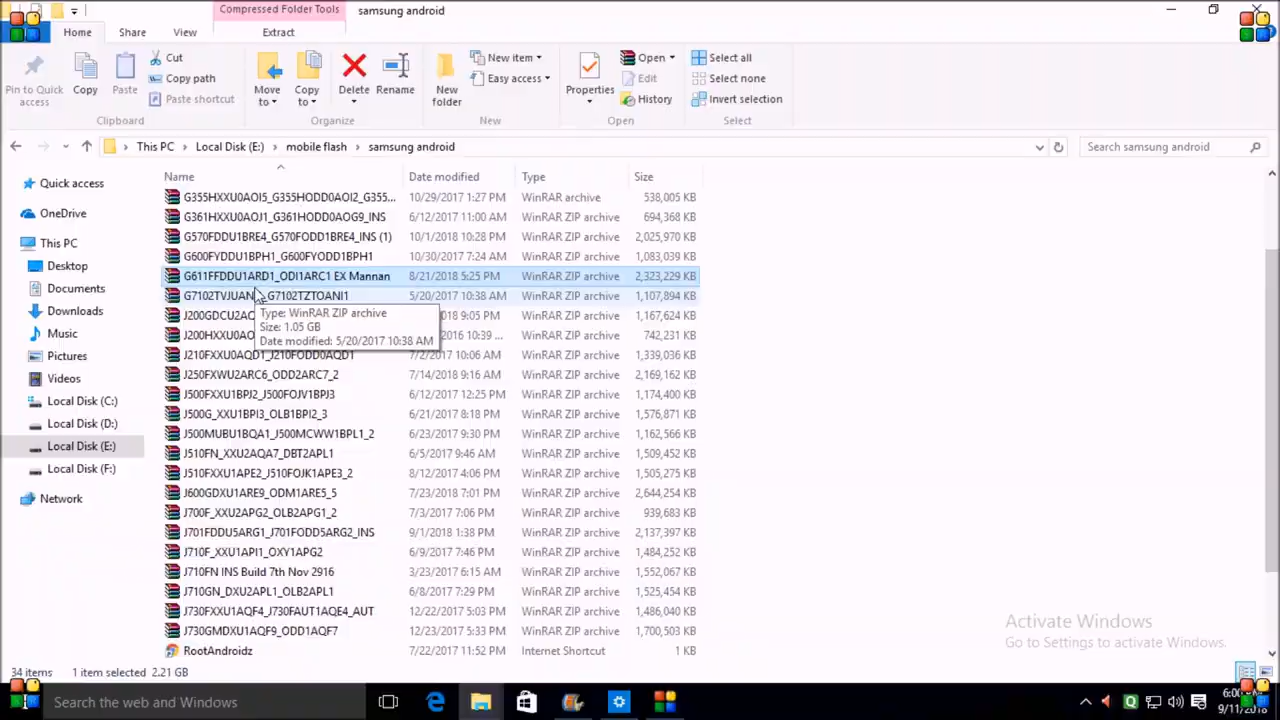 Compressed Folder Tools
samsung android
Home
Share
View
Extract
Pin to Quick access
Copy
Paste
Cut
Copy path
Paste shortcut
Clipboard
Move to
Copy to
Delete
Rename
Organize
New folder
New item
Easy access
New
Properties
Open
Edit
History
Open
Select all
Select none
Invert selection
Select
This PC > Local Disk (E:) > mobile flash > samsung android
Search samsung android
Quick access
OneDrive
This PC
Desktop
Documents
Downloads
Music
Pictures
Videos
Local Disk (C:)
Local Disk (D:)
Local Disk (E:)
Local Disk (F:)
Network
Name Date modified Type Size
G355HXXU0AOI5_G355HODD0AOI2_G355... 10/29/2017 1:27 PM WinRAR archive 538,005 KB
G361HXXU0AOJ1_G361HODD0AOG9_INS 6/12/2017 11:00 AM WinRAR ZIP archive 694,368 KB
G570FDDU1BRE4_G570FODD1BRE4_INS (1) 10/1/2018 10:28 PM WinRAR ZIP archive 2,025,970 KB
G600FYDDU1BPH1_G600FYODD1BPH1 10/30/2017 7:24 AM WinRAR ZIP archive 1,083,039 KB
G611FFDDU1ARD1_ODI1ARC1 EX Mannan 8/21/2018 5:25 PM WinRAR ZIP archive 2,323,229 KB
G7102TZTOANI1 5/20/2017 10:38 AM WinRAR ZIP archive 1,107,894 KB
J200GDCU2AC 8 9:05 PM WinRAR ZIP archive 1,167,624 KB
J200HXXU0AO 016 10:39 ... WinRAR ZIP archive 742,231 KB
J210FXXU0AQD1_J210FODD0AQD1 7/2017 10:06 AM WinRAR ZIP archive 1,339,036 KB
Type: WinRAR ZIP archive
Size: 1.05 GB
Date modified: 5/20/2017 10:38 AM
J250FXWU2ARC6_ODD2ARC7_2 7/14/2018 9:16 AM WinRAR ZIP archive 2,169,162 KB
J500FXXU1BPJ2_J500FOJV1BPJ3 6/12/2017 12:25 PM WinRAR ZIP archive 1,174,400 KB
J500G_XXU1BPI3_OLB1BPI2_3 6/21/2017 8:18 PM WinRAR ZIP archive 1,576,871 KB
J500MUBU1BQA1_J500MCWW1BPL1_2 6/23/2017 9:30 PM WinRAR ZIP archive 1,162,566 KB
J510FN_XXU2AQA7_DBT2APL1 6/5/2017 9:46 AM WinRAR ZIP archive 1,509,452 KB
J510FXXU1APE2_J510FOJK1APE3_2 8/12/2017 4:06 PM WinRAR ZIP archive 1,505,275 KB
J600GDXU1ARE9_ODM1ARE5_5 7/23/2018 7:01 PM WinRAR ZIP archive 2,644,254 KB
J700F_XXU2APG2_OLB2APG1_2 7/3/2017 7:06 PM WinRAR ZIP archive 939,683 KB
J701FDDU5ARG1_J701FODD5ARG2_INS 9/1/2018 1:38 PM WinRAR ZIP archive 2,137,397 KB
J710F_XXU1API1_OXY1APG2 6/9/2017 7:46 PM WinRAR ZIP archive 1,484,252 KB
J710FN INS Build 7th Nov 2916 3/23/2017 6:15 AM WinRAR ZIP archive 1,552,067 KB
J710GN_DXU2APL1_OLB2APL1 6/8/2017 7:29 PM WinRAR ZIP archive 1,525,454 KB
J730FXXU1AQF4_J730FAUT1AQE4_AUT 12/22/2017 5:03 PM WinRAR ZIP archive 1,486,040 KB
J730GMDXU1AQF9_ODD1AQF7 12/23/2017 5:33 PM WinRAR ZIP archive 1,700,503 KB
RootAndroidz 7/22/2017 11:52 PM Internet Shortcut 1 KB
Activate Windows
Go to Settings to activate Windows.
34 items 1 item selected 2.21 GB
Search the web and Windows
9/11/2018